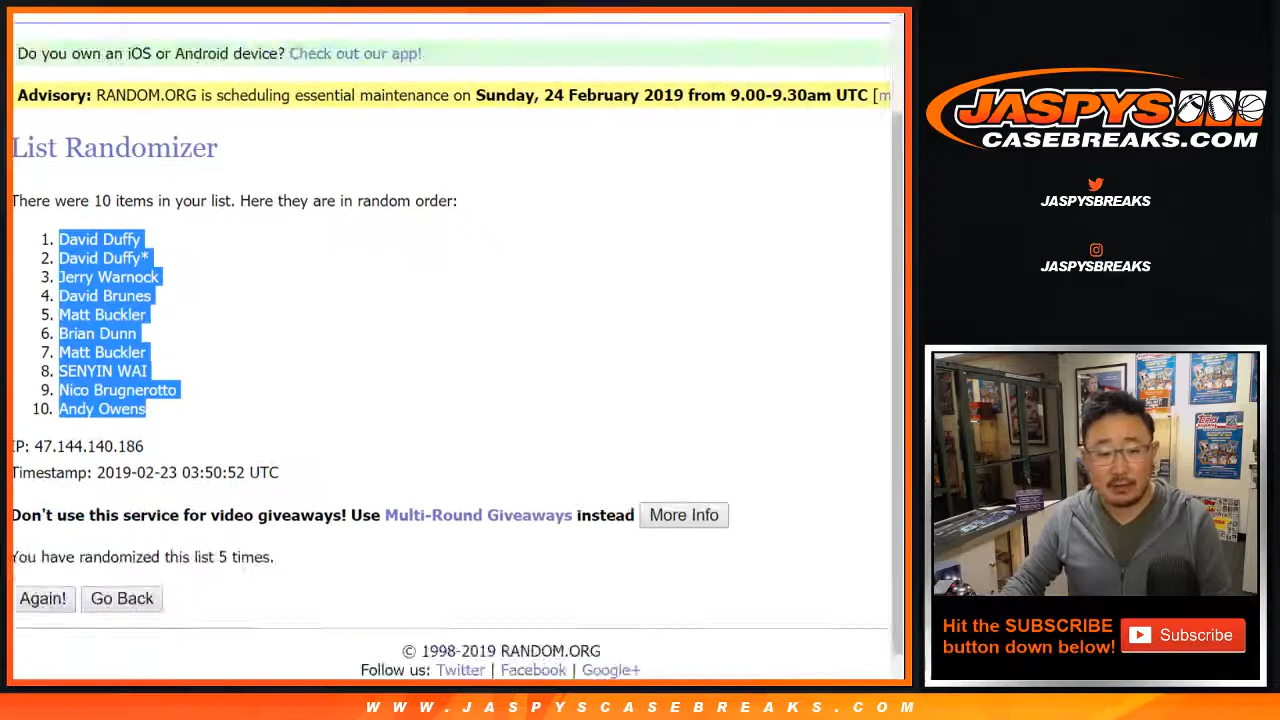 Do you own an iOS or Android device? Check out our app!
Advisory: RANDOM.ORG is scheduling essential maintenance on Sunday, 24 February 2019 from 9.00-9.30am UTC [m
List Randomizer
There were 10 items in your list. Here they are in random order:
1. David Duffy
2. David Duffy*
3. Jerry Warnock
4. David Brunes
5. Matt Buckler
6. Brian Dunn
7. Matt Buckler
8. SENYIN WAI
9. Nico Brugnerotto
10. Andy Owens
IP: 47.144.140.186
Timestamp: 2019-02-23 03:50:52 UTC
Don't use this service for video giveaways! Use Multi-Round Giveaways instead More Info
You have randomized this list 5 times.
Again! Go Back
© 1998-2019 RANDOM.ORG
Follow us: Twitter | Facebook | Google+
JASPYS
CASEBREAKS.COM
JASPYSBREAKS
JASPYSBREAKS
Hit the SUBSCRIBE
button down below!
Subscribe
WWW.JASPYSCASEBREAKS.COM